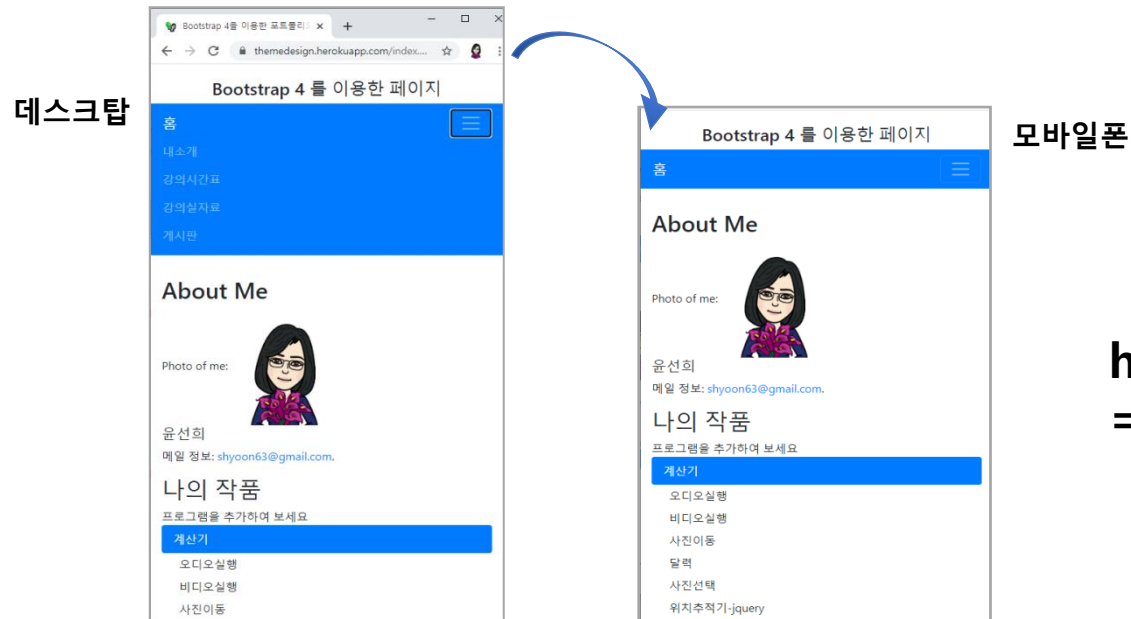 데스크탑
Bootstrap 4을 이용한 포트폴리
themedesign.herokuapp.com/index....
Bootstrap 4 를 이용한 페이지
홈
내소개
강의시간표
강의실자료
게시판
About Me
Photo of me:
윤선희
메일 정보: shyoon63@gmail.com.
나의 작품
프로그램을 추가하여 보세요
계산기
오디오실행
비디오실행
사진이동
모바일폰
Bootstrap 4 를 이용한 페이지
홈
About Me
Photo of me:
윤선희
메일 정보: shyoon63@gmail.com.
나의 작품
프로그램을 추가하여 보세요
계산기
오디오실행
비디오실행
사진이동
달력
사진선택
위치추적기-jquery
h
=